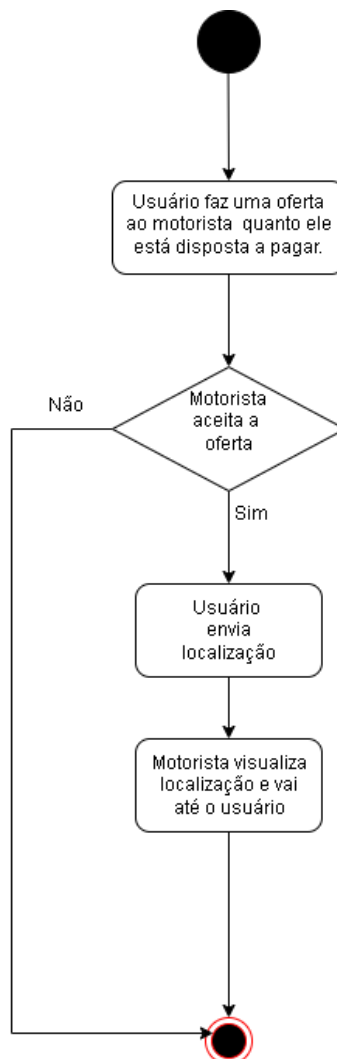 Usuário faz uma oferta
ao motorista quanto ele
está disposta a pagar.
Não
Motorista
aceita a
oferta
Sim
Usuário
envia
localização
Motorista visualiza
localização e vai
até o usuário